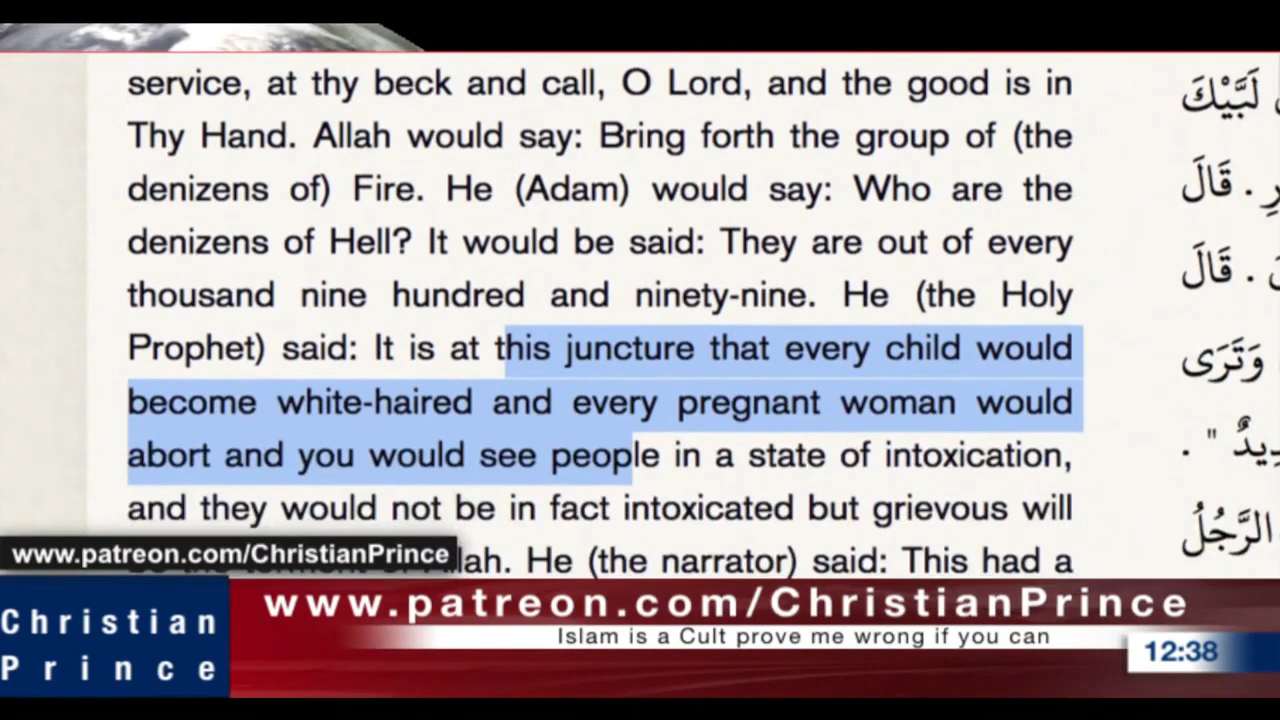 service, at thy beck and call, O Lord, and the good is in
Thy Hand. Allah would say: Bring forth the group of (the
denizens of) Fire. He (Adam) would say: Who are the
denizens of Hell? It would be said: They are out of every
thousand nine hundred and ninety-nine. He (the Holy
Prophet) said: It is at this juncture that every child would
become white-haired and every pregnant woman would
abort and you would see people in a state of intoxication,
and they would not be in fact intoxicated but grievous will
lah. He (the narrator) said: This had a
لَبَّيْكَ
قَالَ
قَالَ
وَتَرَى
" .
الرَّجُلُ
www.patreon.com/ChristianPrince
Christian
Prince
www.patreon.com/ChristianPrince
Islam is a Cult prove me wrong if you can
12:38